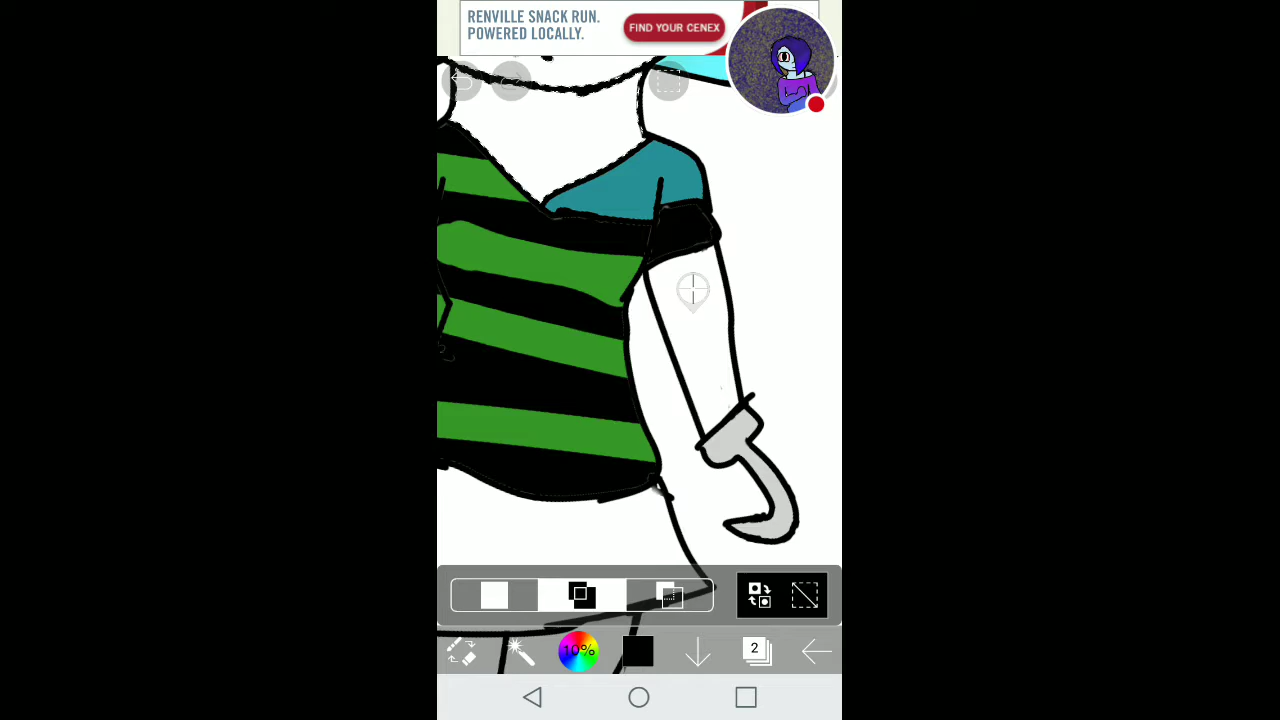 RENVILLE SNACK RUN.
POWERED LOCALLY.
FIND YOUR CENEX
10%
2